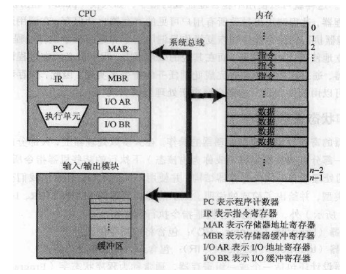 CPU
PC
MAR
IR
MBR
执行单元
I/O AR
I/O BR
系统总线
内存
0
1
2
⋮
指令
指令
指令
⋮
数据
数据
数据
数据
⋮
n−2
n−1
输入/输出模块
⋮
缓冲区
PC 表示程序计数器
IR 表示指令寄存器
MAR 表示存储器地址寄存器
MBR 表示存储器缓冲寄存器
I/O AR 表示 I/O 地址寄存器
I/O BR 表示 I/O 缓冲寄存器